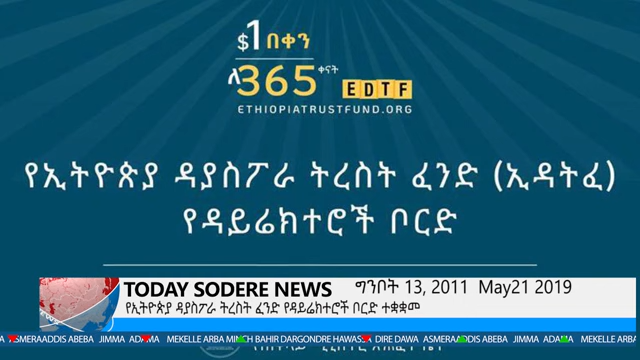 $1 በቀን
ለ 365 ቀናት EDTF
ETHIOPIATRUSTFUND.ORG
የኢትዮጵያ ዳያስፖራ ትረስት ፈንድ (ኢዳትፈ)
የዳይሬክተሮች ቦርድ
TODAY SODERE NEWS ግንቦት 13, 2011 May21 2019
የኢትዮጵያ ዳያስፖራ ትረስት ፈንድ የዳይሬክተሮች ቦርድ ተቋቋመ
ASMERA ADDIS ABEBA JIMMA ADAMA MEKELLE ARBA MINCH BAHIR DAR GONDRE HAWASSA DIRE DAWA ASMERA ADDIS ABEBA JIMMA ADAMA MEKELLE ARBA